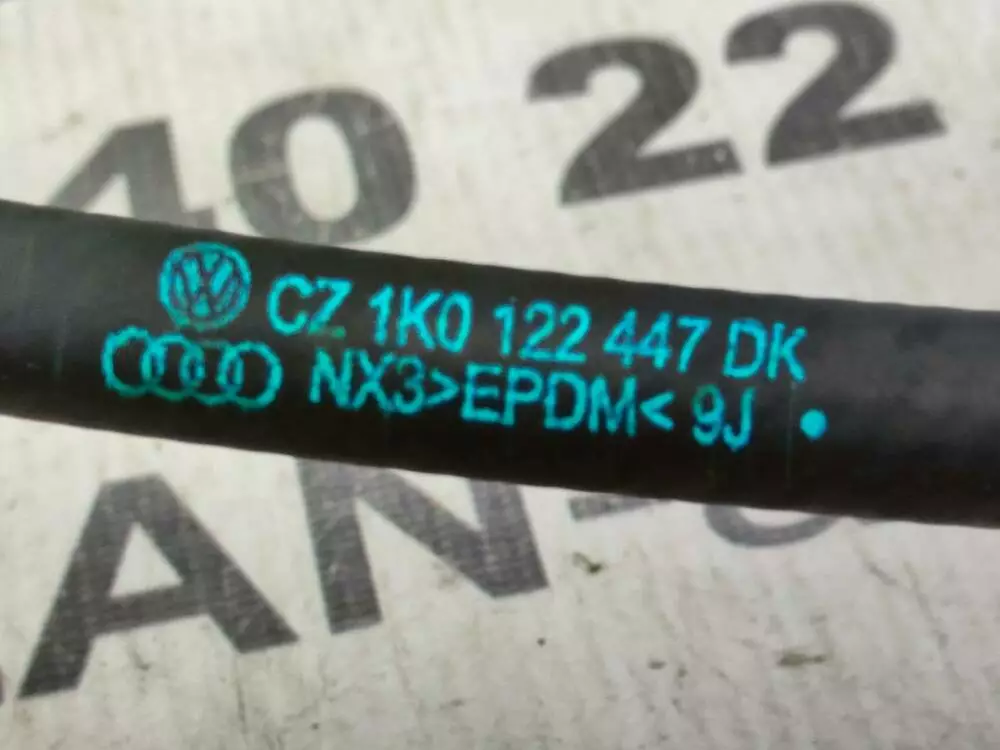 40 22
CZ 1K0 122 447 DK
NX3>EPDM< 9J
AN-